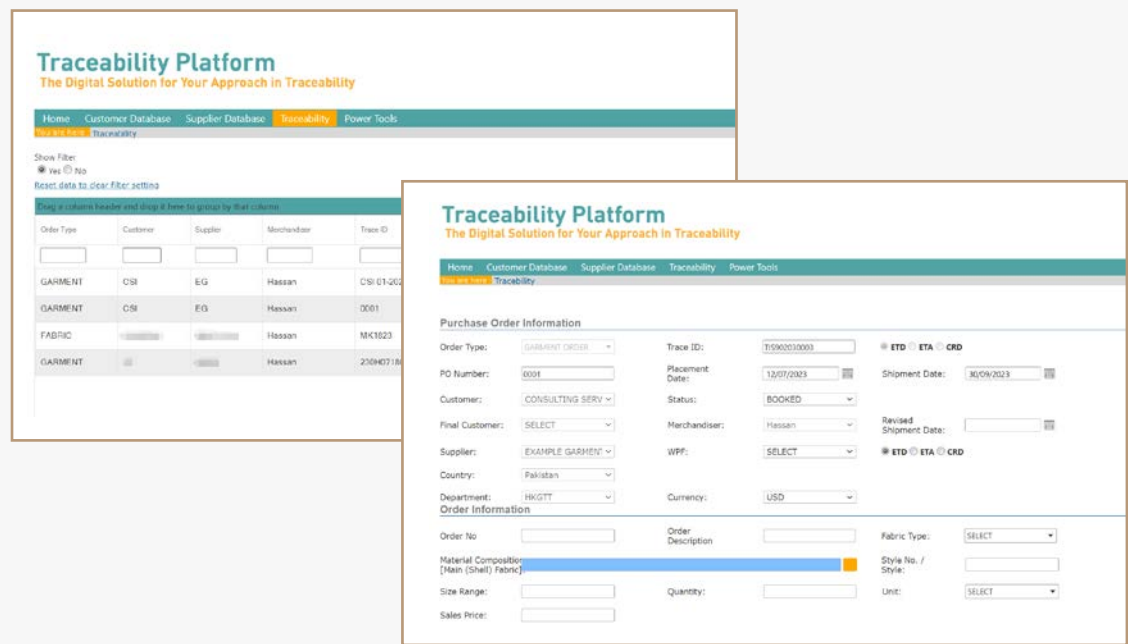 Traceability Platform
The Digital Solution for Your Approach in Traceability
Home Customer Database Supplier Database Traceability Power Tools
You are here Traceability
Show Filter
Yes No
Reset data to clear filter setting
Drag a column header and drop it here to group by that column
Order Type Customer Supplier Merchandiser Trace ID
GARMENT CSI EG Hassan CSI 01-202
GARMENT CSI EG Hassan 0001
FABRIC Hassan MK1823
GARMENT Hassan 230H0718
Traceability Platform
The Digital Solution for Your Approach in Traceability
Home Customer Database Supplier Database Traceability Power Tools
You are here Traceability
Purchase Order Information
Order Type: GARMENT ORDER Trace ID: TIS902030003 ETD ETA CRD
PO Number: 0001 Placement Date: 12/07/2023 Shipment Date: 30/09/2023
Customer: CONSULTING SERV Status: BOOKED
Final Customer: SELECT Merchandiser: Hassan Revised Shipment Date:
Supplier: EXAMPLE GARMENT WPF: SELECT ETD ETA CRD
Country: Pakistan
Department: HKGTT Currency: USD
Order Information
Order No Order Description Fabric Type: SELECT
Material Composition [Main (Shell) Fabric]: Style No. / Style:
Size Range: Quantity: Unit: SELECT
Sales Price: